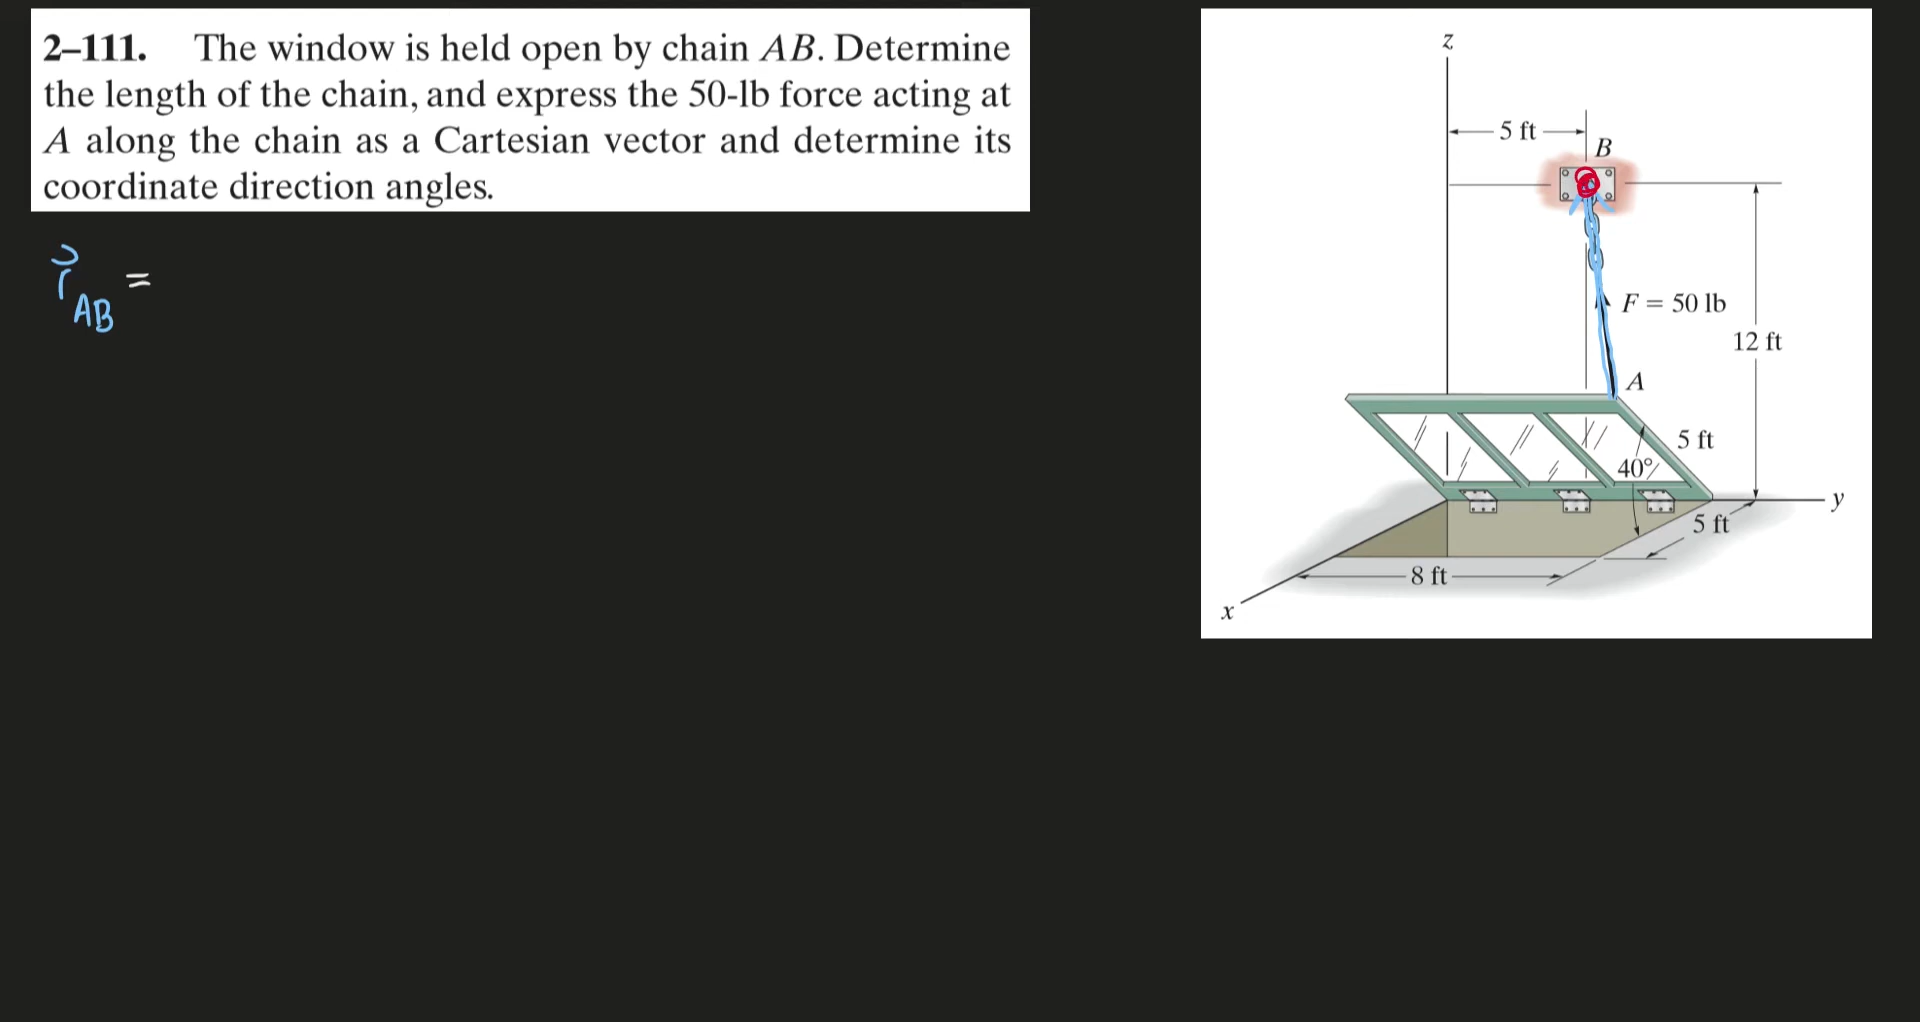 2–111. The window is held open by chain AB. Determine
the length of the chain, and express the 50-lb force acting at
A along the chain as a Cartesian vector and determine its
coordinate direction angles.
r AB =
z
5 ft
B
F = 50 lb
12 ft
A
5 ft
40°
y
5 ft
8 ft
x